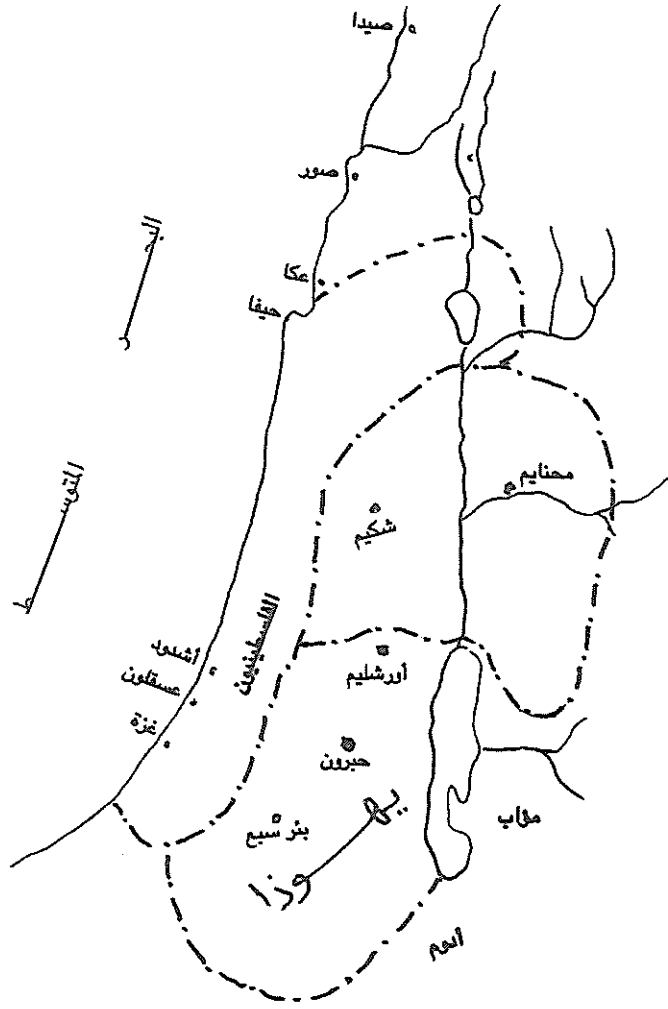 صيدا
صور
عكا
حيفا
البحر
المتوسط
محنايم
شكيم
الفلسطينيون
أشدود
عسقلون
غزة
أورشليم
حبرون
بئر سبع
يهوذا
مؤاب
أدوم